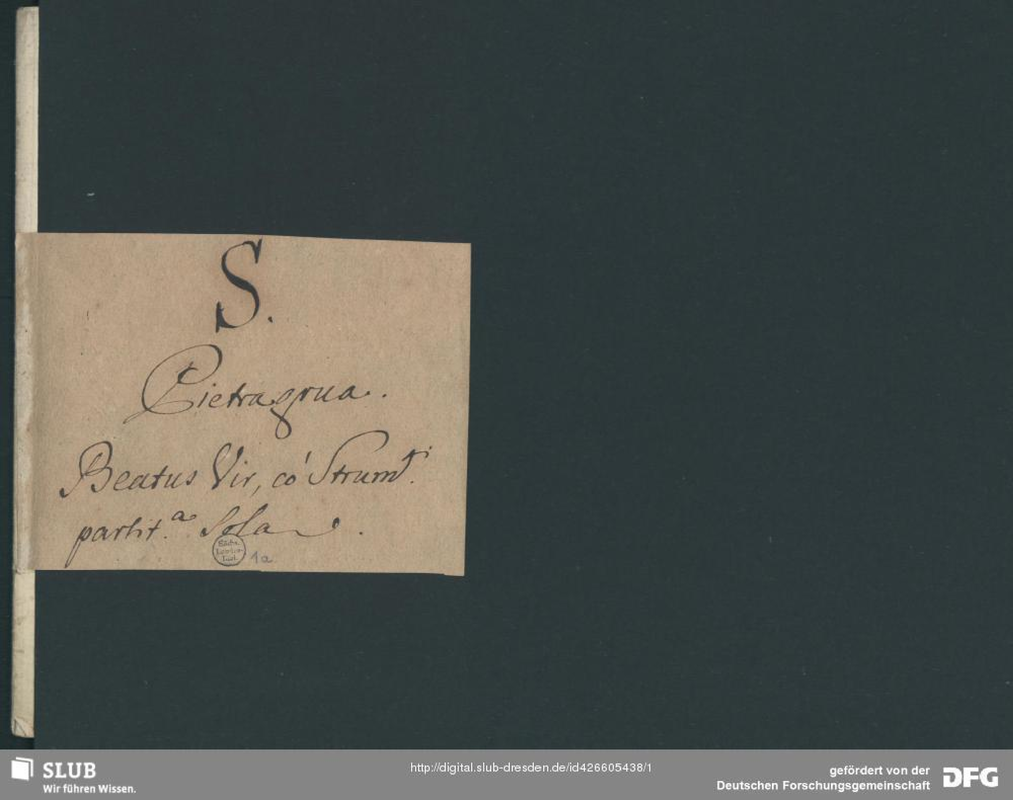 S.
Pietragrua.
Beatus Vir, co' Strumti.
partit.a Sola.
1a
SLUB
Wir führen Wissen.
http://digital.slub-dresden.de/id426605438/1
gefördert von der
Deutschen Forschungsgemeinschaft
DFG